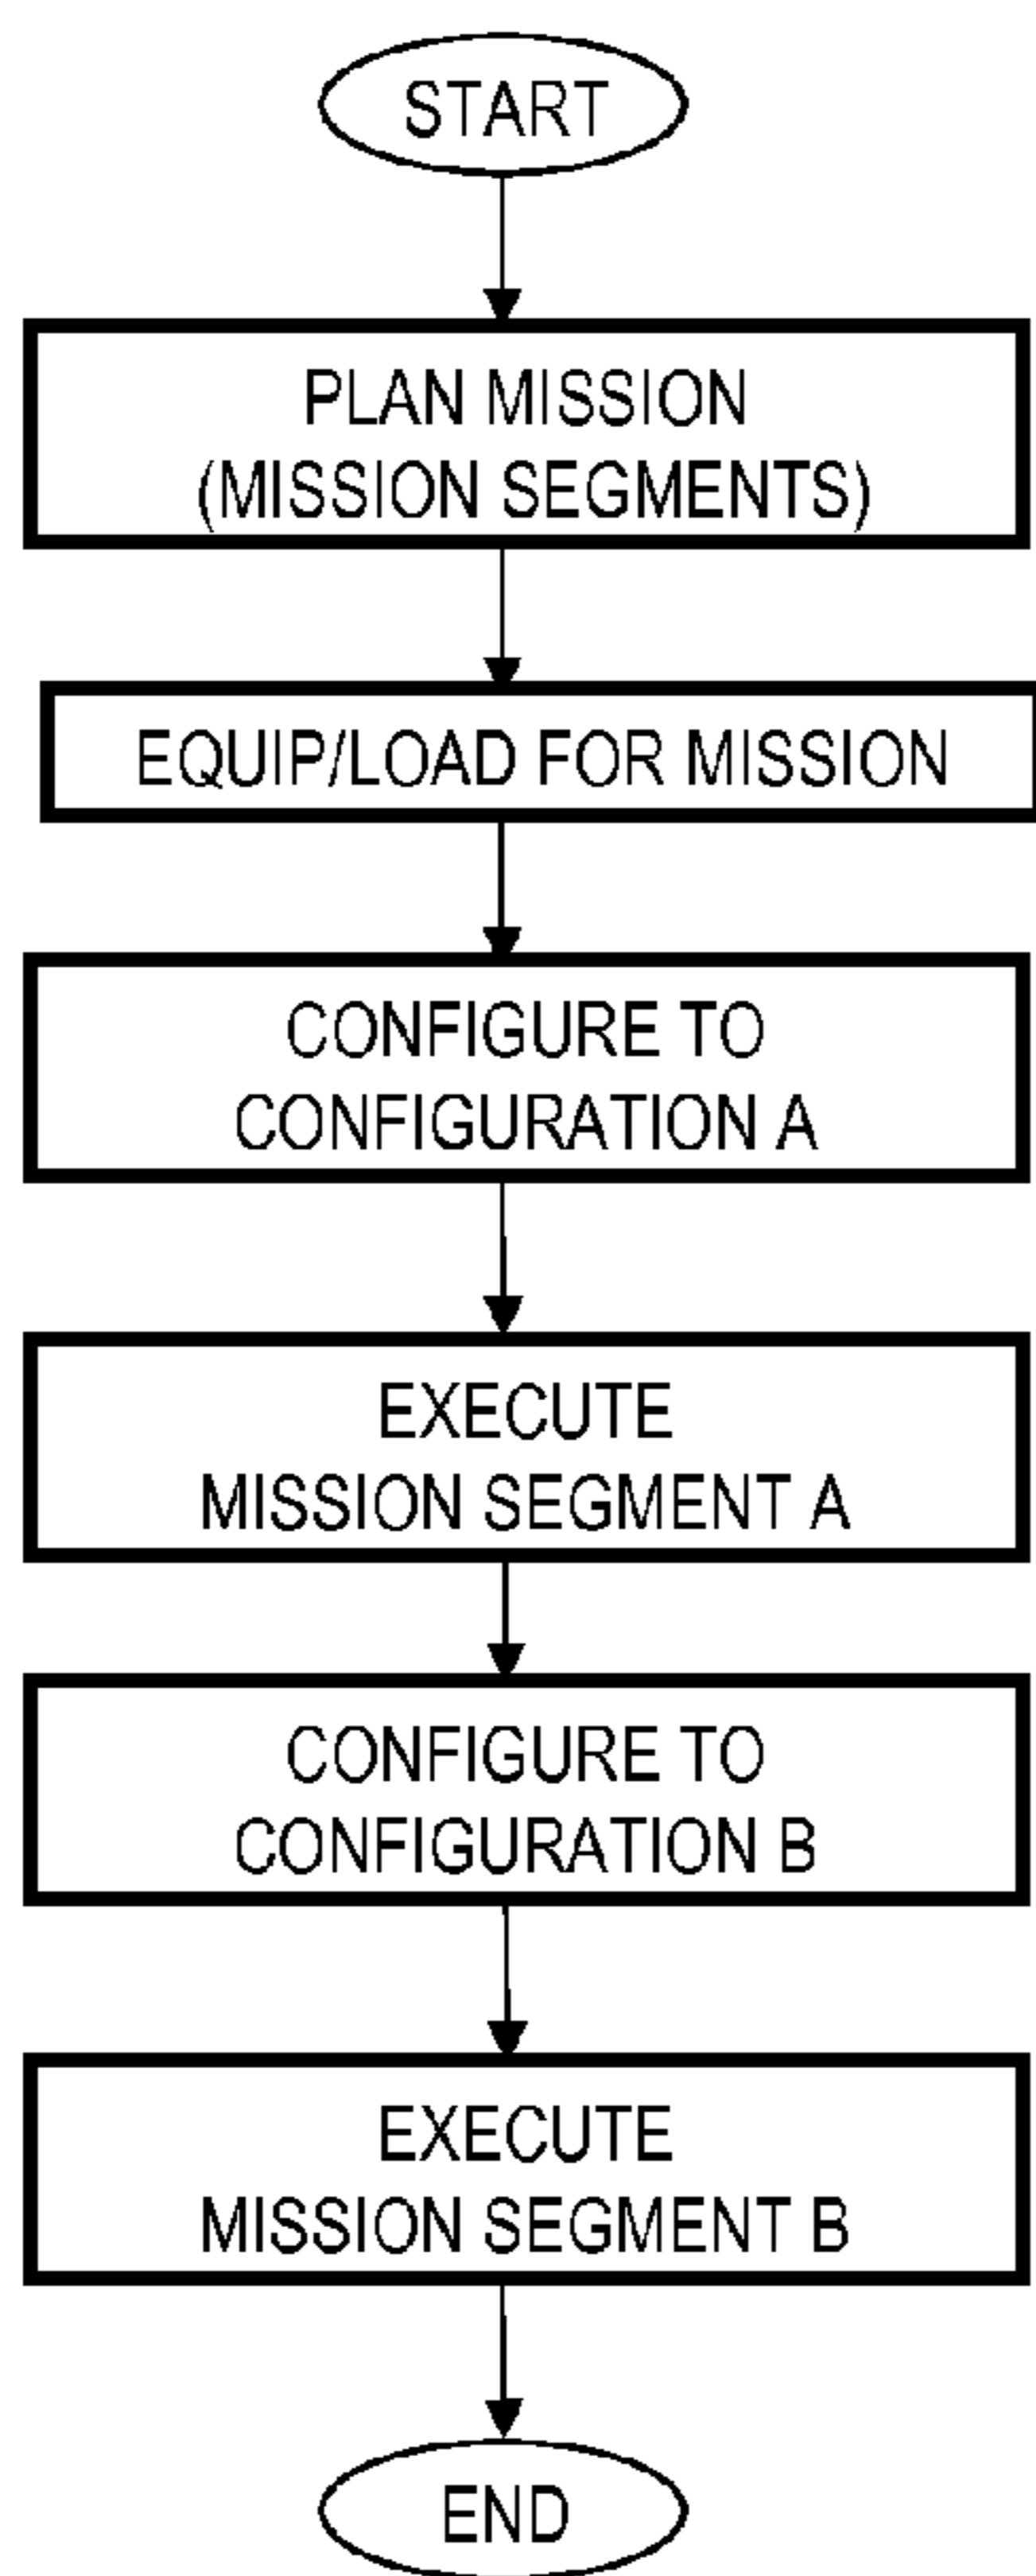 START
PLAN MISSION
(MISSION SEGMENTS)
EQUIP/LOAD FOR MISSION
CONFIGURE TO
CONFIGURATION A
EXECUTE
MISSION SEGMENT A
CONFIGURE TO
CONFIGURATION B
EXECUTE
MISSION SEGMENT B
END